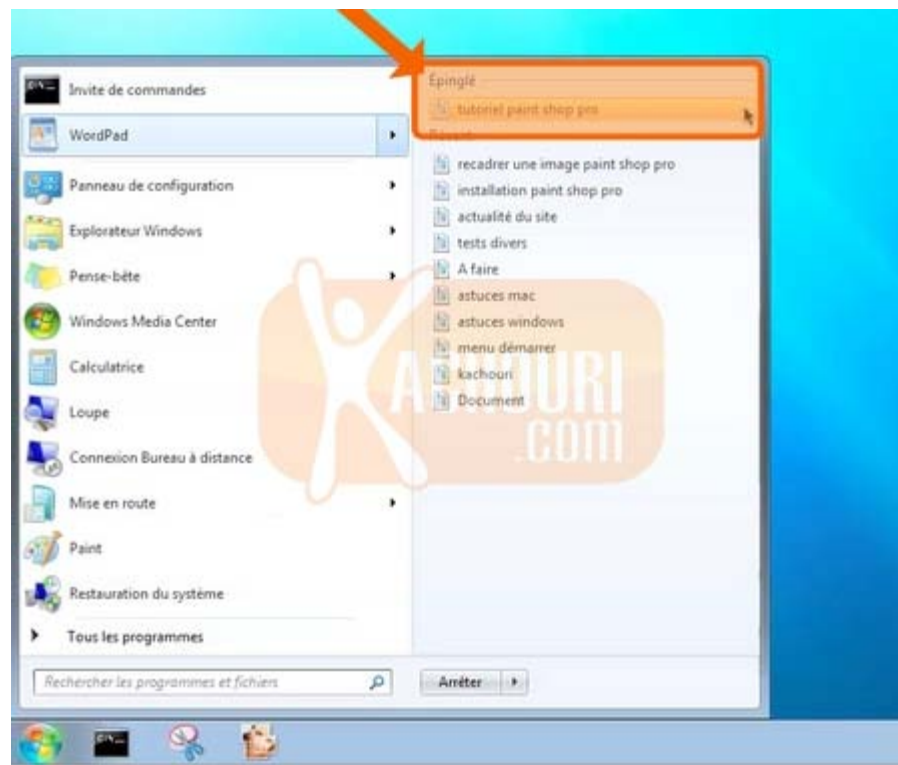 Invite de commandes
WordPad
Panneau de configuration
Explorateur Windows
Pense-bête
Windows Media Center
Calculatrice
Loupe
Connexion Bureau à distance
Mise en route
Paint
Restauration du système
Tous les programmes
Rechercher les programmes et fichiers
Épinglé
tutoriel paint shop pro
Récent
recadrer une image paint shop pro
installation paint shop pro
actualité du site
tests divers
A faire
astuces mac
astuces windows
menu démarrer
kachouri
Document
Arrêter
KACHOURI
.COM